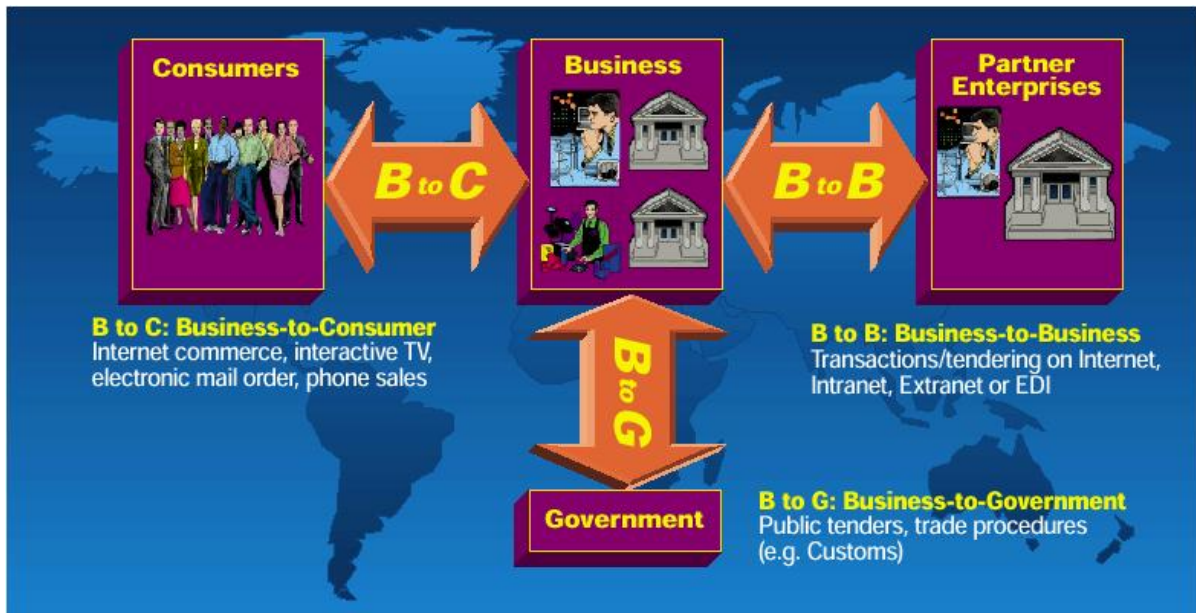 Consumers
Business
Partner
Enterprises
B to C
B to B
B to C: Business-to-Consumer
Internet commerce, interactive TV,
electronic mail order, phone sales
B to B: Business-to-Business
Transactions/tendering on Internet,
Intranet, Extranet or EDI
B to G
Government
B to G: Business-to-Government
Public tenders, trade procedures
(e.g. Customs)